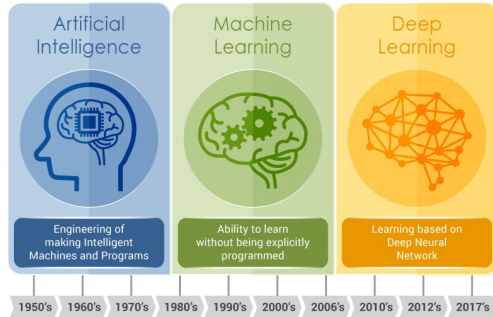 Artificial
Intelligence
Machine
Learning
Deep
Learning
Engineering of
making Intelligent
Machines and Programs
Ability to learn
without being explicitly
programmed
Learning based on
Deep Neural
Network
1950's 1960's 1970's 1980's 1990's 2000's 2006's 2010's 2012's 2017's